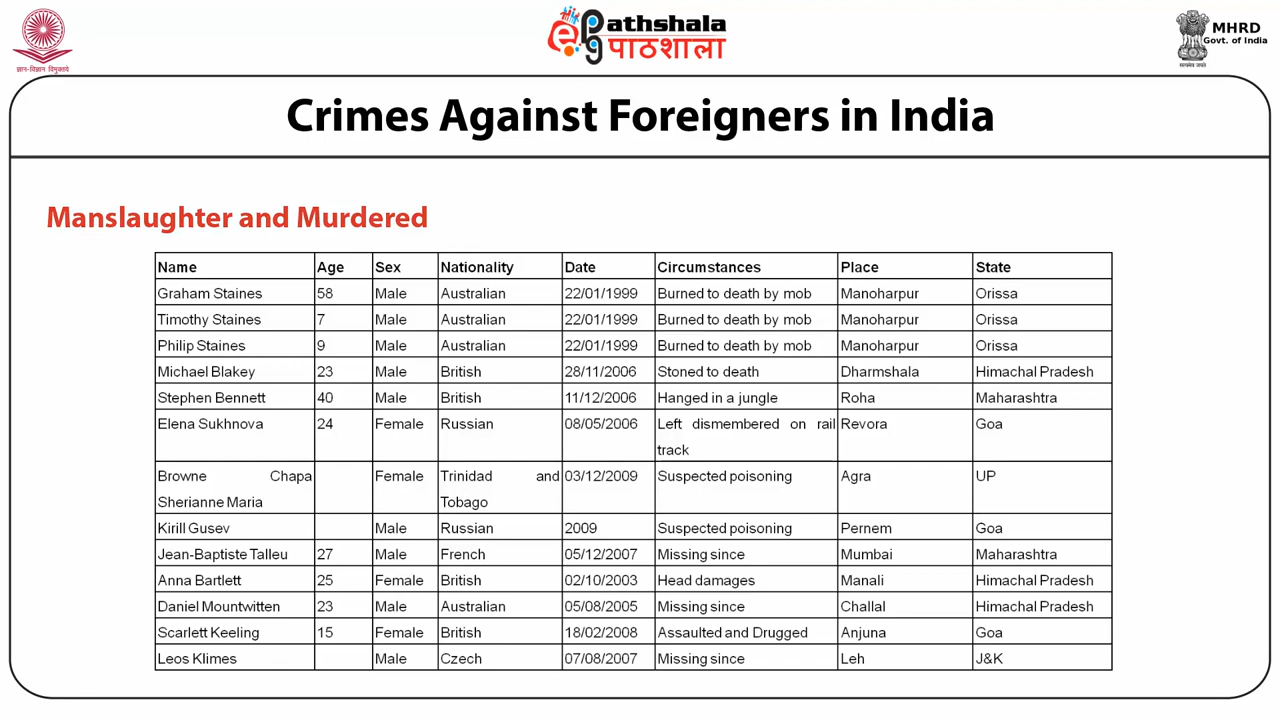 ज्ञान-विज्ञान विमुक्तये
ePgpathshala
पाठशाला
MHRD
Govt. of India
सत्यमेव जयते
Crimes Against Foreigners in India
Manslaughter and Murdered
Name Age Sex Nationality Date Circumstances Place State
Graham Staines 58 Male Australian 22/01/1999 Burned to death by mob Manoharpur Orissa
Timothy Staines 7 Male Australian 22/01/1999 Burned to death by mob Manoharpur Orissa
Philip Staines 9 Male Australian 22/01/1999 Burned to death by mob Manoharpur Orissa
Michael Blakey 23 Male British 28/11/2006 Stoned to death Dharmshala Himachal Pradesh
Stephen Bennett 40 Male British 11/12/2006 Hanged in a jungle Roha Maharashtra
Elena Sukhnova 24 Female Russian 08/05/2006 Left dismembered on rail Revora Goa
track
Browne Chapa Female Trinidad and 03/12/2009 Suspected poisoning Agra UP
Sherianne Maria Tobago
Kirill Gusev Male Russian 2009 Suspected poisoning Pernem Goa
Jean-Baptiste Talleu 27 Male French 05/12/2007 Missing since Mumbai Maharashtra
Anna Bartlett 25 Female British 02/10/2003 Head damages Manali Himachal Pradesh
Daniel Mountwitten 23 Male Australian 05/08/2005 Missing since Challal Himachal Pradesh
Scarlett Keeling 15 Female British 18/02/2008 Assaulted and Drugged Anjuna Goa
Leos Klimes Male Czech 07/08/2007 Missing since Leh J&K